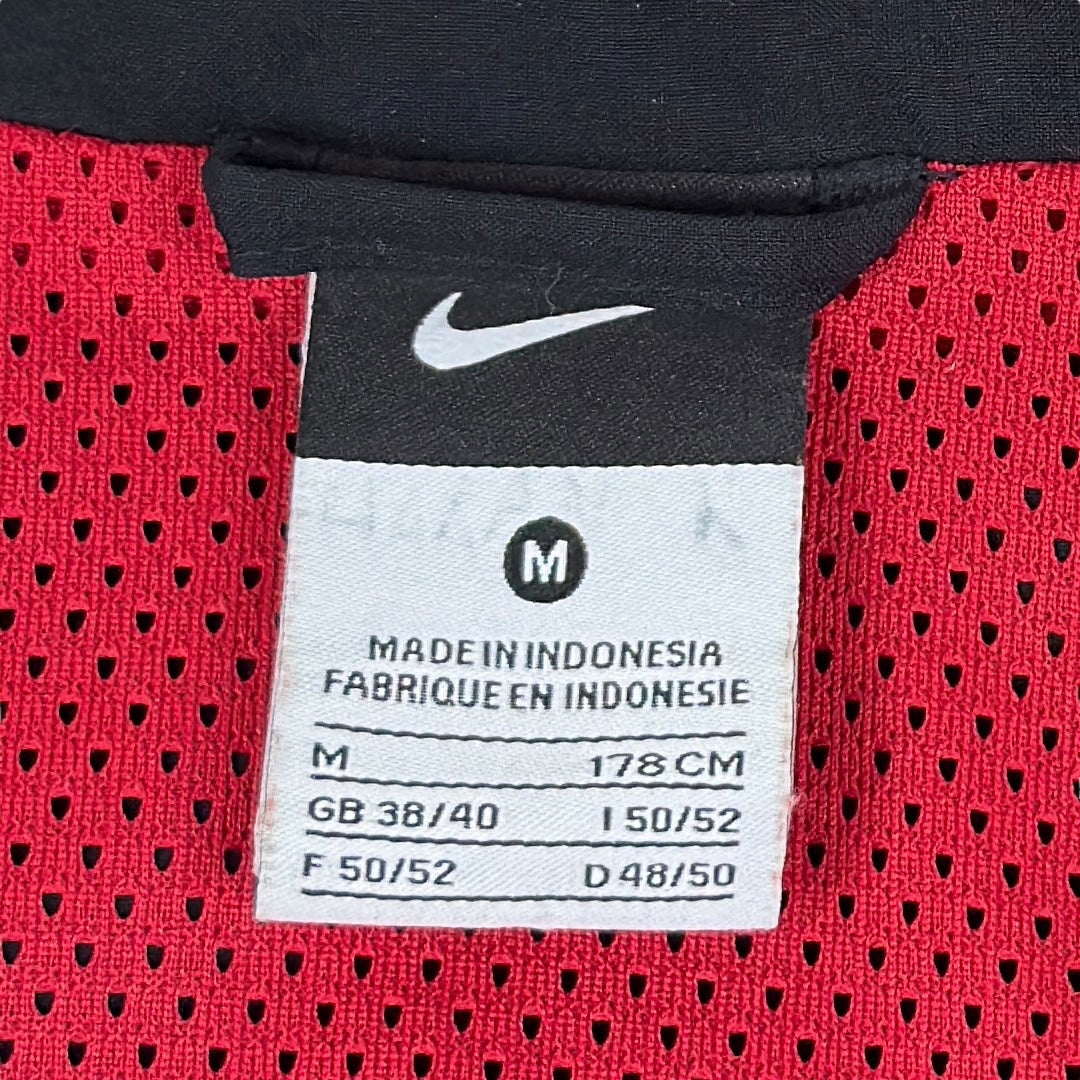 M
MADE IN INDONESIA
FABRIQUE EN INDONESIE
M 178 CM
GB 38/40 I 50/52
F 50/52 D 48/50